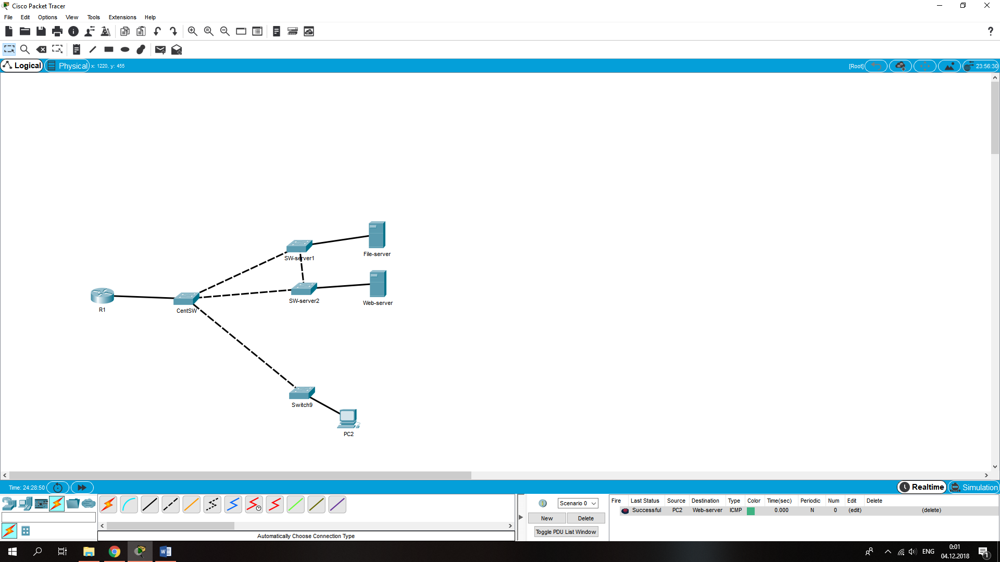 Cisco Packet Tracer
File Edit Options View Tools Extensions Help
Logical Physical x: 1220, y: 455 [Root] 23:56:30
File-server
SW-server1
Web-server
SW-server2
R1
CentSW
Switch9
PC2
Time: 24:28:50 Realtime Simulation
Scenario 0
New Delete
Toggle PDU List Window
Fire Last Status Source Destination Type Color Time(sec) Periodic Num Edit Delete
Successful PC2 Web-server ICMP 0.000 N 0 (edit) (delete)
Automatically Choose Connection Type
ENG 0:01
04.12.2018 1